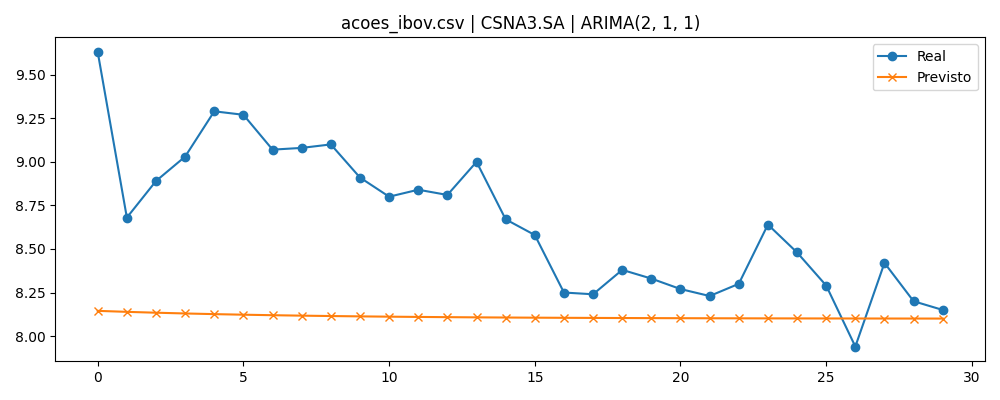 acoes_ibov.csv | CSNA3.SA | ARIMA(2, 1, 1)
Real
Previsto
9.50
9.25
9.00
8.75
8.50
8.25
8.00
0 5 10 15 20 25 30